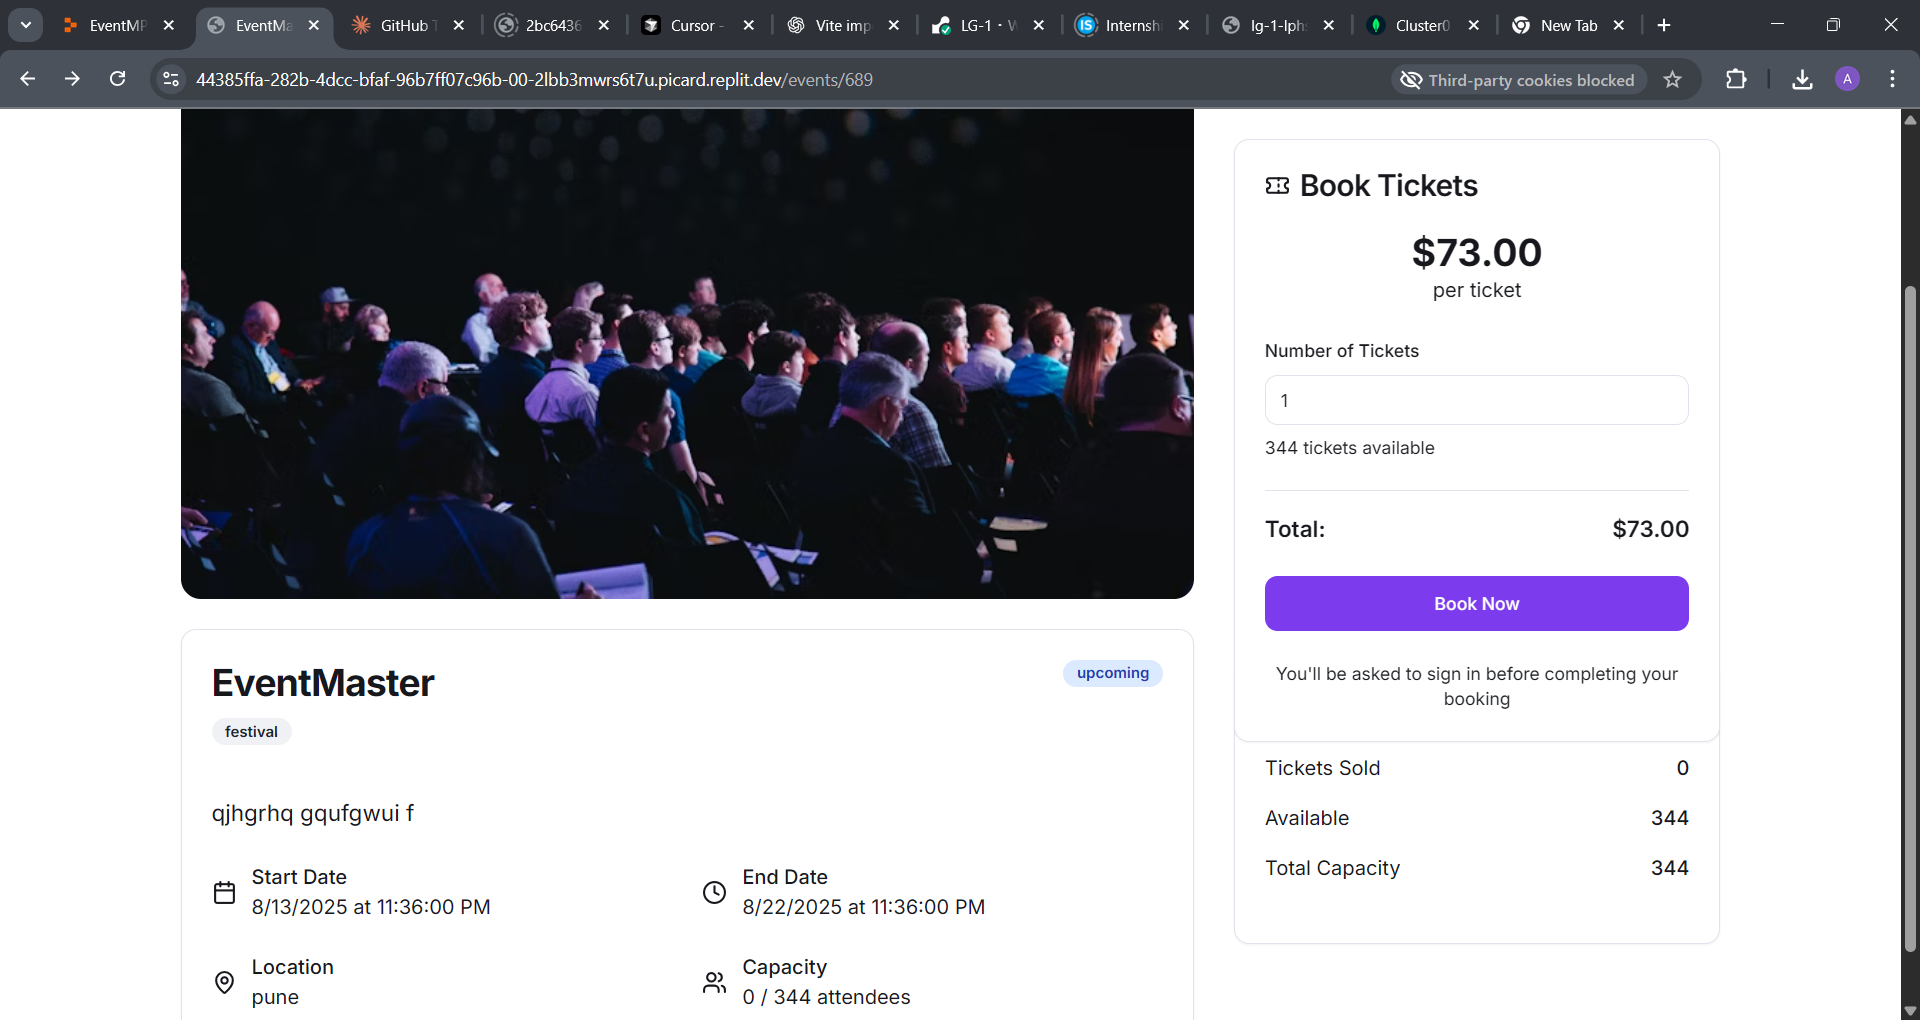 EventMP
EventMa
GitHub T
2bc6436
Cursor -
Vite imp
LG-1 · W
IS
Internshi
lg-1-lphs
Cluster0
New Tab
44385ffa-282b-4dcc-bfaf-96b7ff07c96b-00-2lbb3mwrs6t7u.picard.replit.dev/events/689
Third-party cookies blocked
A
Book Tickets
$73.00
per ticket
Number of Tickets
1
344 tickets available
Total:
$73.00
Book Now
You'll be asked to sign in before completing your
booking
Tickets Sold
0
Available
344
Total Capacity
344
EventMaster
upcoming
festival
qjhgrhq gqufgwui f
Start Date
8/13/2025 at 11:36:00 PM
End Date
8/22/2025 at 11:36:00 PM
Location
pune
Capacity
0 / 344 attendees